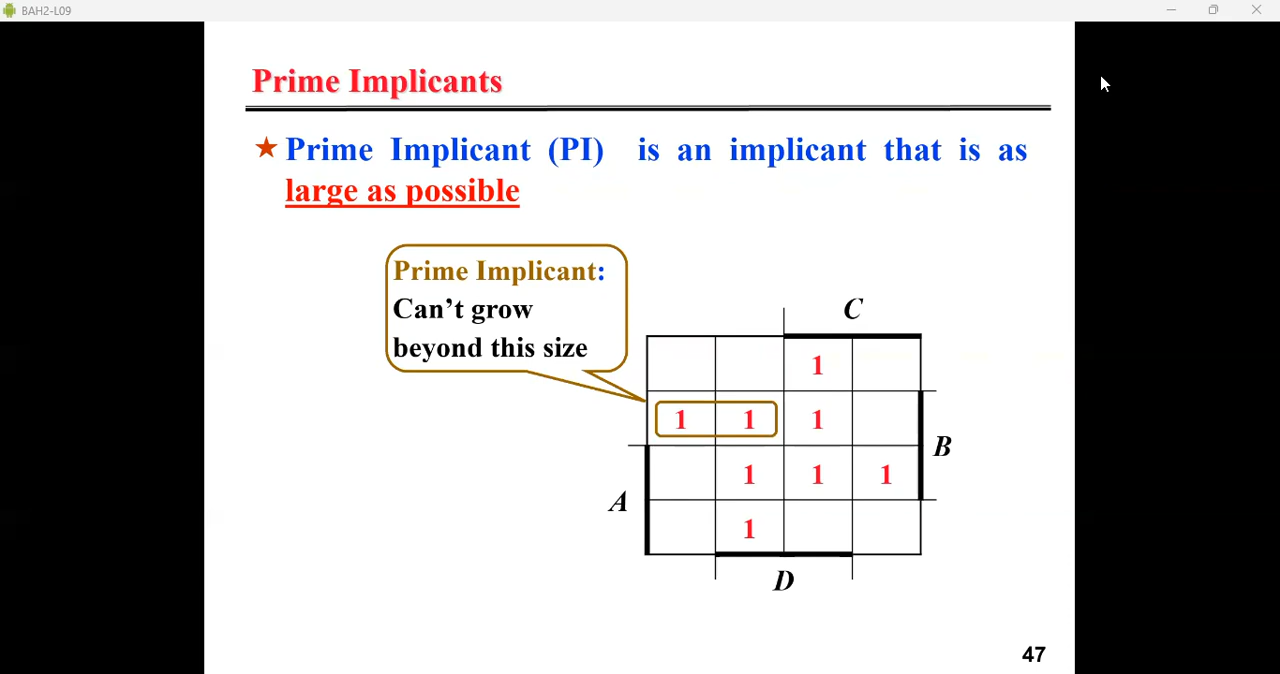 BAH2-L09
Prime Implicants
Prime Implicant (PI) is an implicant that is as
large as possible
Prime Implicant:
Can't grow
beyond this size
C
1
1 1 1
B
1 1 1
A
1
D
47